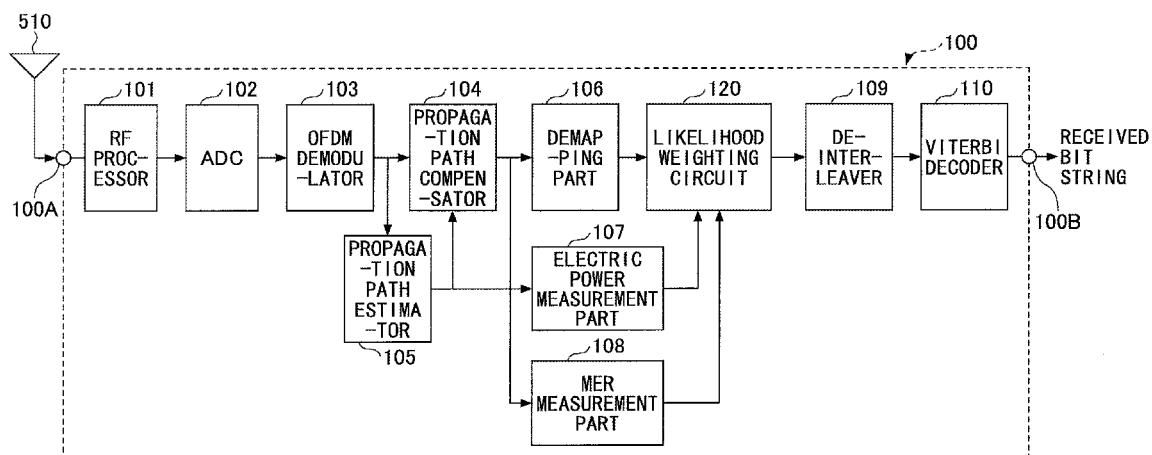 510
100
101
102
103
104
106
120
109
110
RF
PROC-
ESSOR
ADC
OFDM
DEMODU
-LATOR
PROPAGA
-TION
PATH
COMPEN
-SATOR
DEMAP
-PING
PART
LIKELIHOOD
WEIGHTING
CIRCUIT
DE-
INTER-
LEAVER
VITERBI
DECODER
RECEIVED
BIT
STRING
100A
100B
PROPAGA
-TION
PATH
ESTIMA
-TOR
105
107
ELECTRIC
POWER
MEASUREMENT
PART
108
MER
MEASUREMENT
PART